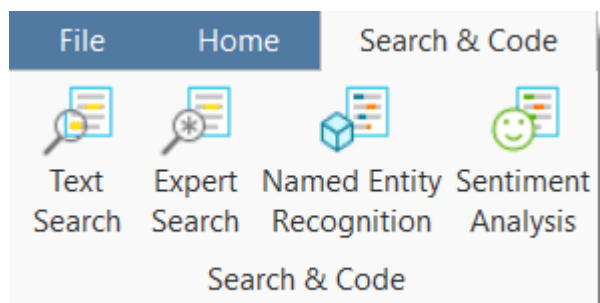 File Home Search & Code
Text Search
Expert Search
Named Entity Recognition
Sentiment Analysis
Search & Code